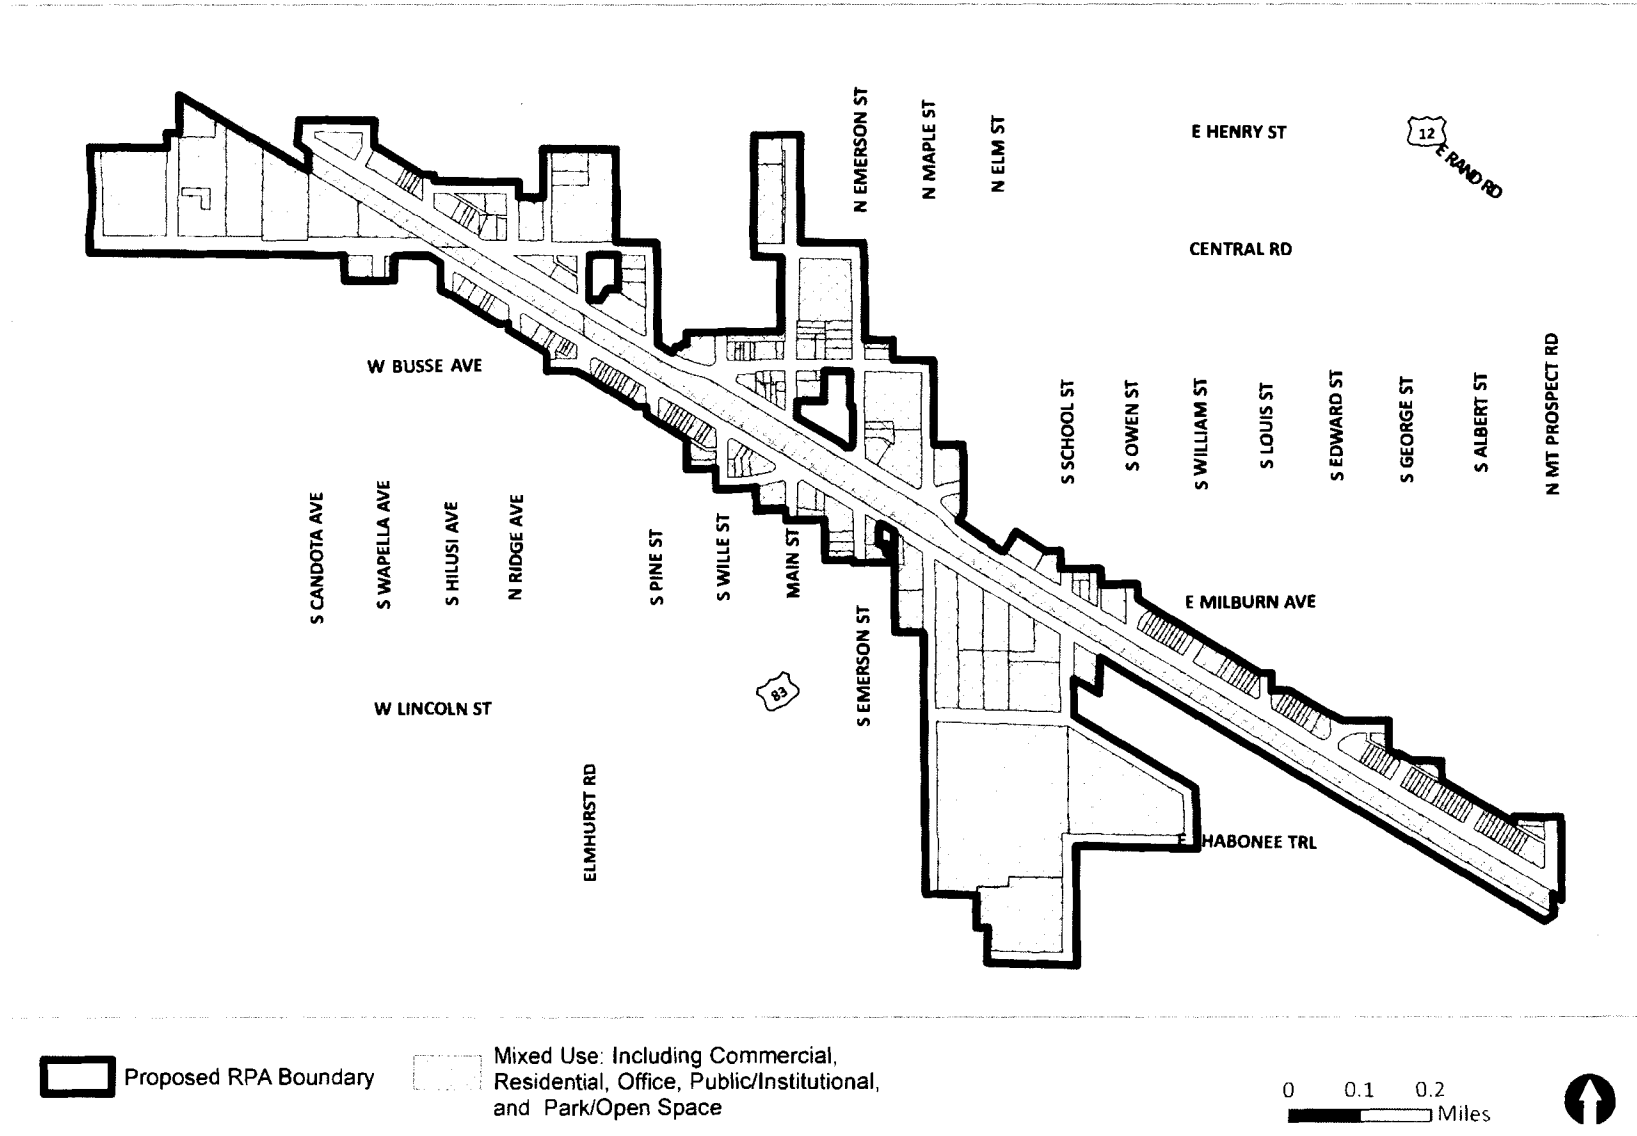 N EMERSON ST
N MAPLE ST
N ELM ST
E HENRY ST
12
E RAND RD
CENTRAL RD
W BUSSE AVE
S SCHOOL ST
S OWEN ST
S WILLIAM ST
S LOUIS ST
S EDWARD ST
S GEORGE ST
S ALBERT ST
N MT PROSPECT RD
S CANDOTA AVE
S WAPELLA AVE
S HILUSI AVE
N RIDGE AVE
S PINE ST
S WILLE ST
MAIN ST
S EMERSON ST
E MILBURN AVE
83
W LINCOLN ST
ELMHURST RD
HABONEE TRL
Proposed RPA Boundary
Mixed Use: Including Commercial,
Residential, Office, Public/Institutional,
and Park/Open Space
0 0.1 0.2
Miles